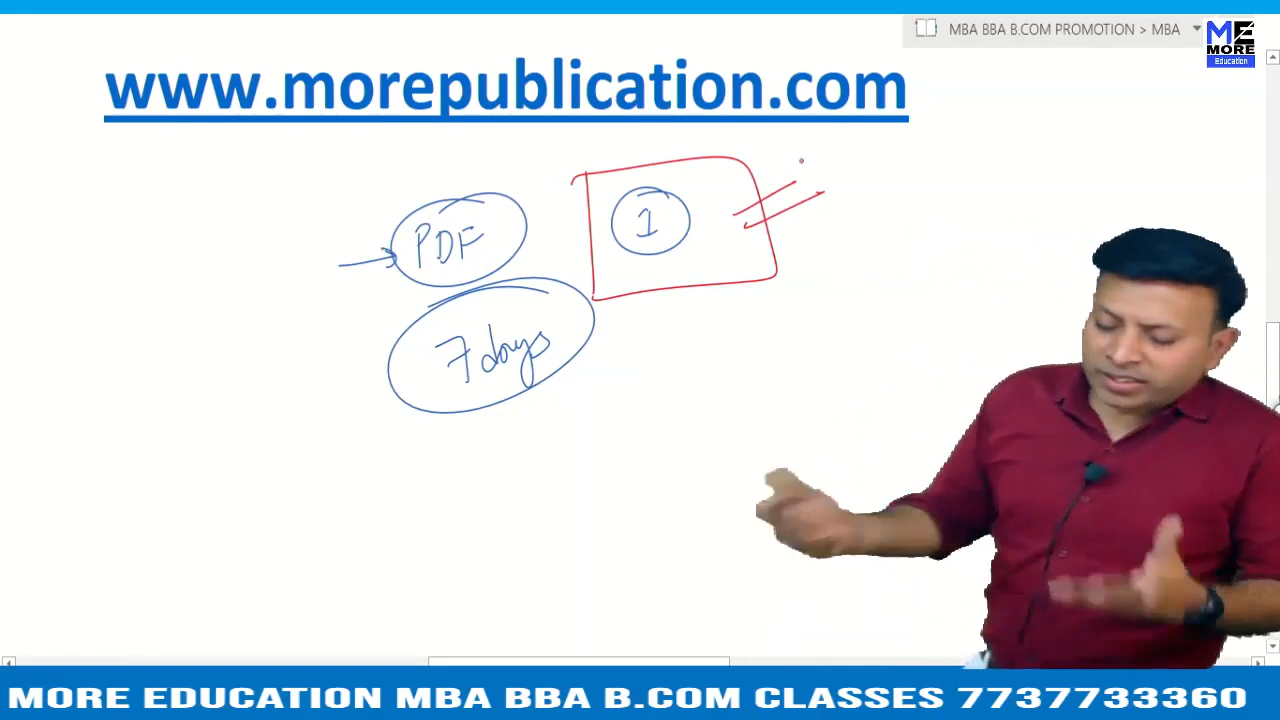 MBA BBA B.COM PROMOTION > MBA
ME
MORE
Education
www.morepublication.com
PDF
1
7 days
MORE EDUCATION MBA BBA B.COM CLASSES 7737733360